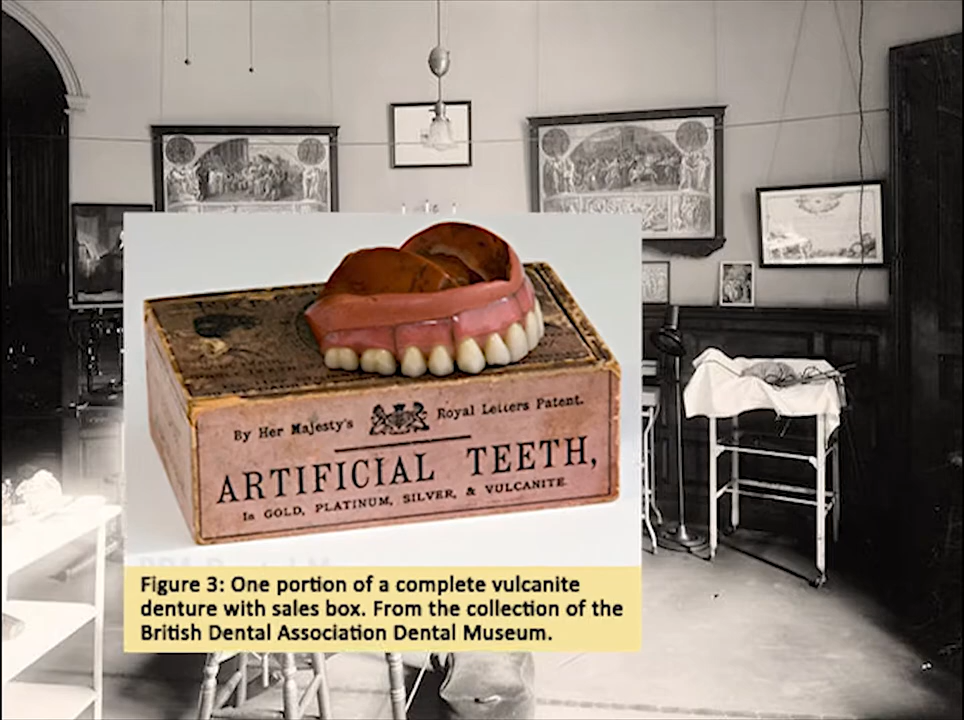 By Her Majesty's Royal Letters Patent.
ARTIFICIAL TEETH,
In GOLD, PLATINUM, SILVER, & VULCANITE.
Figure 3: One portion of a complete vulcanite
denture with sales box. From the collection of the
British Dental Association Dental Museum.